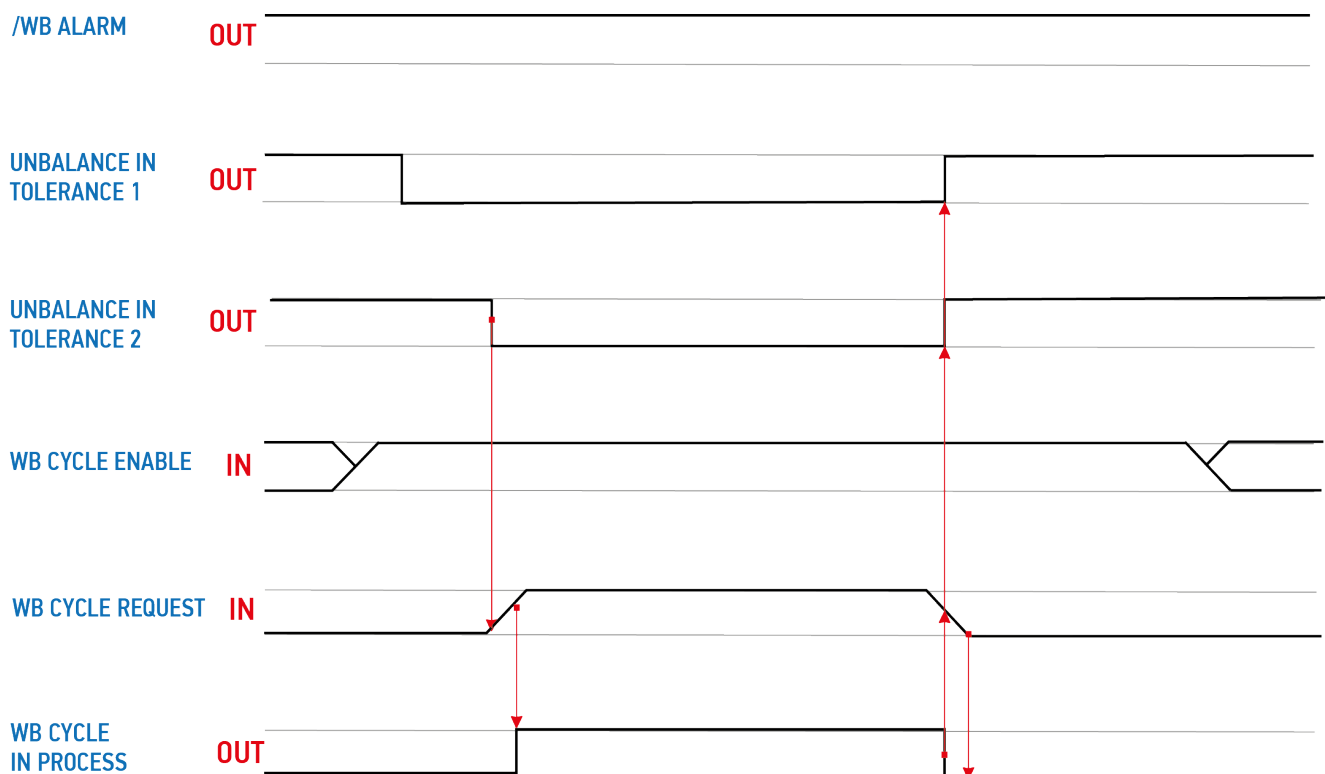 /WB ALARM OUT
UNBALANCE IN
TOLERANCE 1
OUT
UNBALANCE IN
TOLERANCE 2
OUT
WB CYCLE ENABLE IN
WB CYCLE REQUEST IN
WB CYCLE
IN PROCESS
OUT